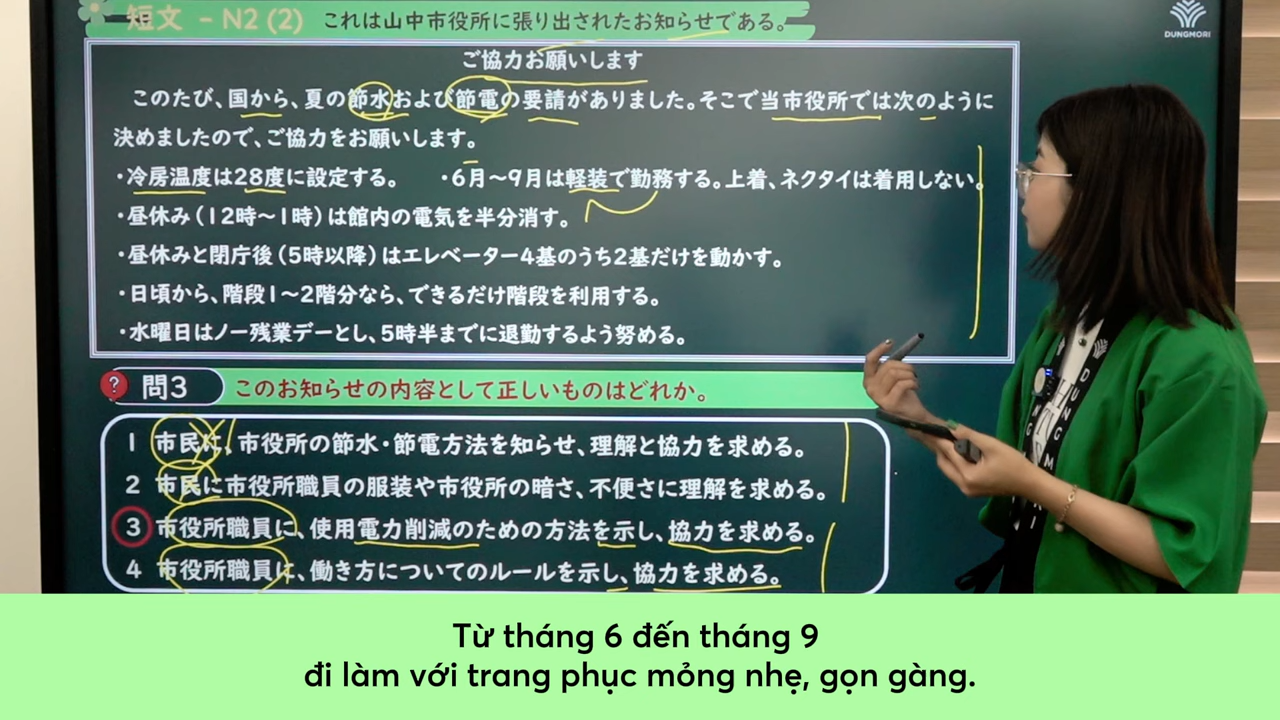 短文 - N2 (2) これは山中市役所に張り出されたお知らせである。
DUNGMORI
ご協力お願いします
このたび、国から、夏の節水および節電の要請がありました。そこで当市役所では次のように
決めましたので、ご協力をお願いします。
・冷房温度は28度に設定する。 ・6月～9月は軽装で勤務する。上着、ネクタイは着用しない。
・昼休み（12時～1時）は館内の電気を半分消す。
・昼休みと閉庁後（5時以降）はエレベーター4基のうち2基だけを動かす。
・日頃から、階段1～2階分なら、できるだけ階段を利用する。
・水曜日はノー残業デーとし、5時半までに退勤するよう努める。
? 問3 このお知らせの内容として正しいものはどれか。
1 市民に、市役所の節水・節電方法を知らせ、理解と協力を求める。
2 市民に市役所職員の服装や市役所の暗さ、不便さに理解を求める。
3 市役所職員に、使用電力削減のための方法を示し、協力を求める。
4 市役所職員に、働き方についてのルールを示し、協力を求める。
Từ tháng 6 đến tháng 9
đi làm với trang phục mỏng nhẹ, gọn gàng.